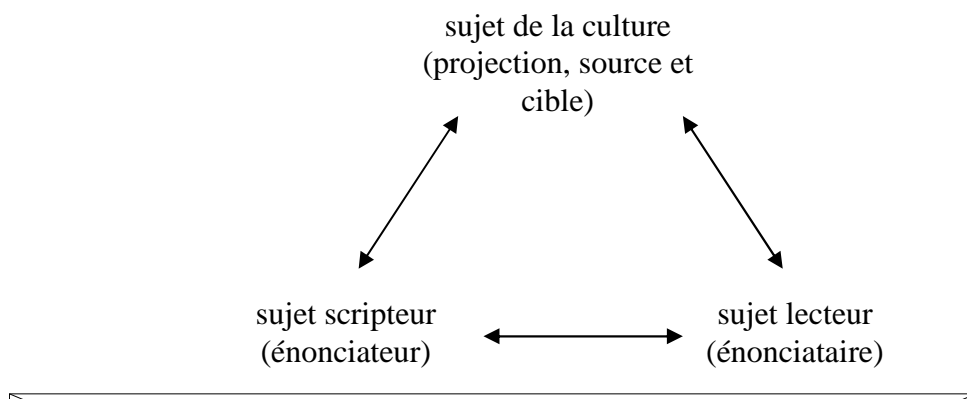 sujet de la culture
(projection, source et
cible)
sujet scripteur
(énonciateur)
sujet lecteur
(énonciataire)